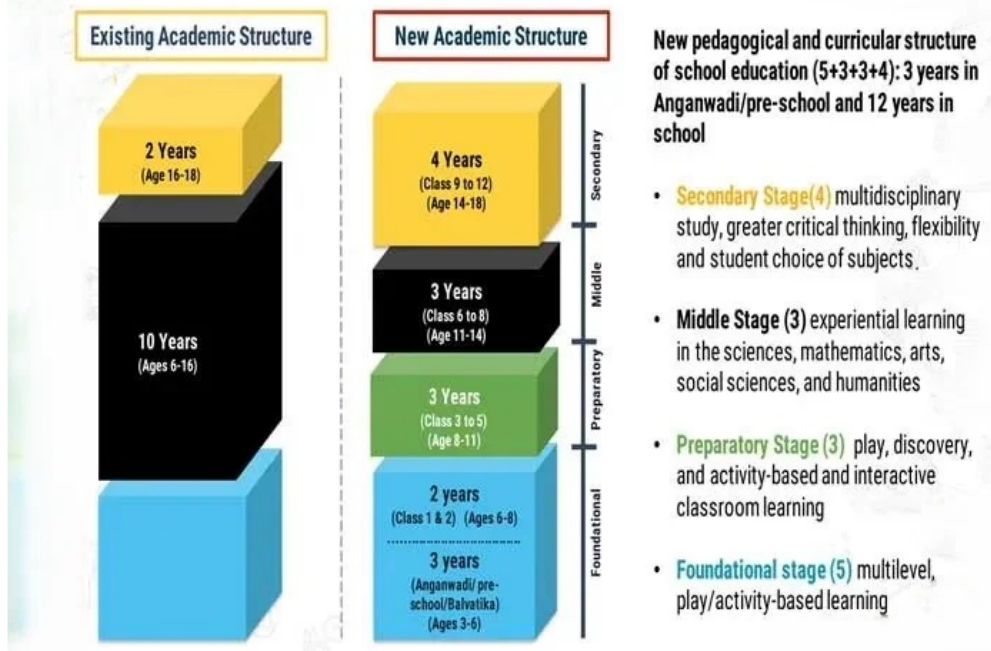 Existing Academic Structure
2 Years
(Age 16-18)
10 Years
(Ages 6-16)
New Academic Structure
4 Years
(Class 9 to 12)
(Age 14-18)
3 Years
(Class 6 to 8)
(Age 11-14)
3 Years
(Class 3 to 5)
(Age 8-11)
2 years
(Class 1 & 2) (Ages 6-8)
3 years
(Anganwadi/ pre-
school/Balvatika)
(Ages 3-6)
Secondary
Middle
Preparatory
Foundational
New pedagogical and curricular structure
of school education (5+3+3+4): 3 years in
Anganwadi/pre-school and 12 years in
school
• Secondary Stage(4) multidisciplinary
study, greater critical thinking, flexibility
and student choice of subjects.
• Middle Stage (3) experiential learning
in the sciences, mathematics, arts,
social sciences, and humanities
• Preparatory Stage (3) play, discovery,
and activity-based and interactive
classroom learning
• Foundational stage (5) multilevel,
play/activity-based learning